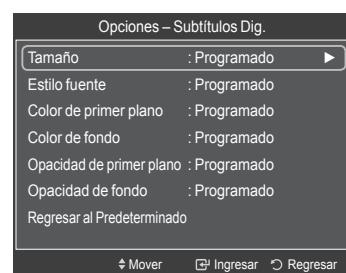 Opciones – Subtítulos Dig.
Tamaño : Programado ►
Estilo fuente : Programado
Color de primer plano : Programado
Color de fondo : Programado
Opacidad de primer plano : Programado
Opacidad de fondo : Programado
Regresar al Predeterminado
Mover Ingresar Regresar